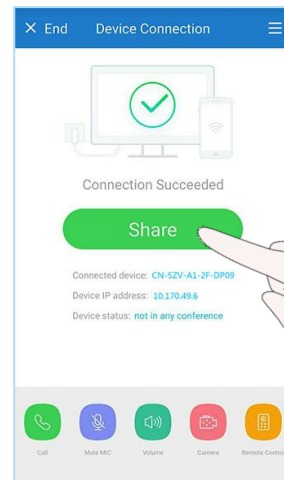 End Device Connection
Connection Succeeded
Share
Connected device: CN-SZV-A1-2F-DP09
Device IP address: 10.170.49.6
Device status: not in any conference
Call Mute MIC Volume Camera Remote Control